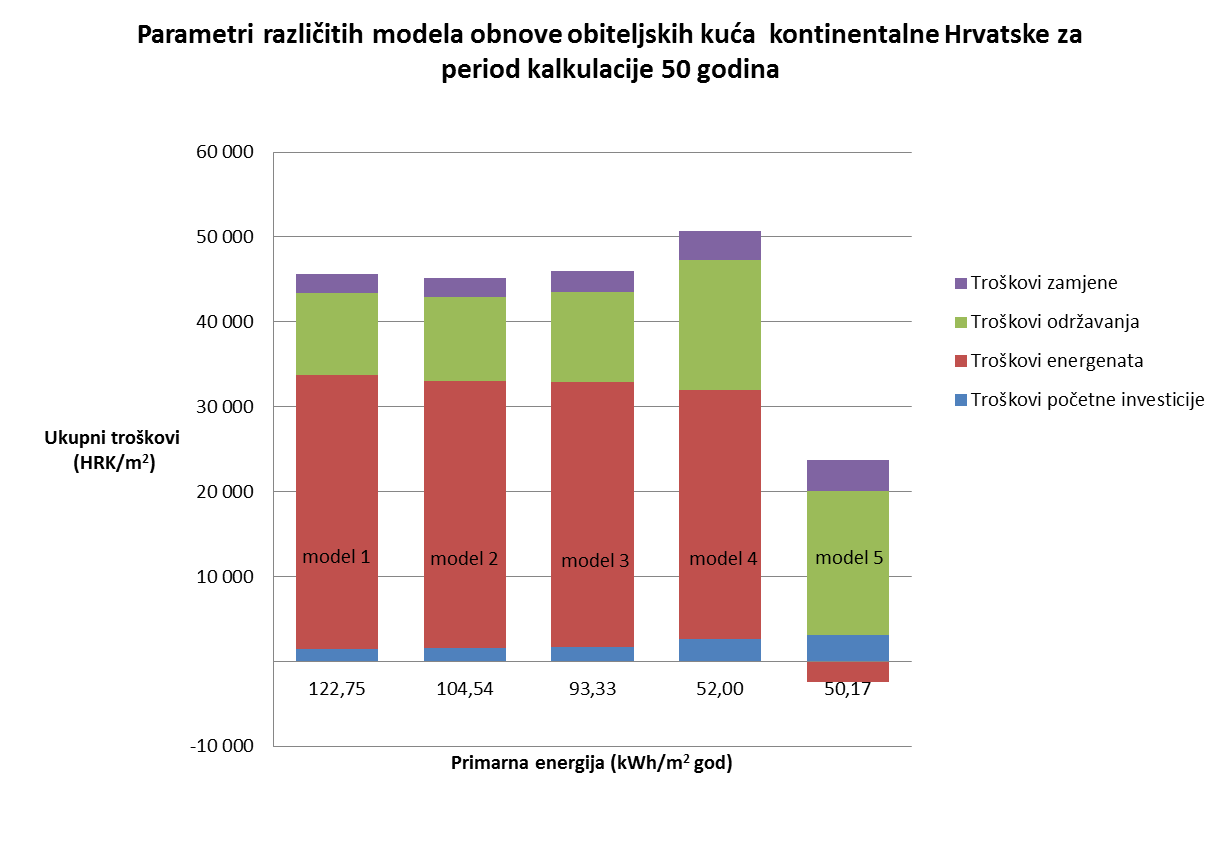 Parametri različitih modela obnove obiteljskih kuća kontinentalne Hrvatske za
period kalkulacije 50 godina
60 000
50 000
40 000
30 000
20 000
10 000
-10 000
Ukupni troškovi
(HRK/m²)
model 1
model 2
model 3
model 4
model 5
122,75
104,54
93,33
52,00
50,17
Primarna energija (kWh/m² god)
Troškovi zamjene
Troškovi održavanja
Troškovi energenata
Troškovi početne investicije